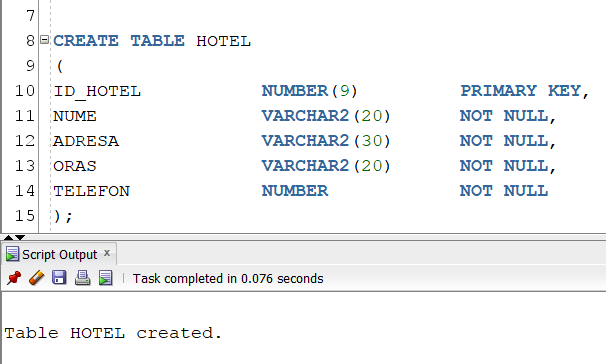 7
8 CREATE TABLE HOTEL
9 (
10 ID_HOTEL NUMBER(9) PRIMARY KEY,
11 NUME VARCHAR2(20) NOT NULL,
12 ADRESA VARCHAR2(30) NOT NULL,
13 ORAS VARCHAR2(20) NOT NULL,
14 TELEFON NUMBER NOT NULL
15 );
Script Output x
Task completed in 0.076 seconds
Table HOTEL created.